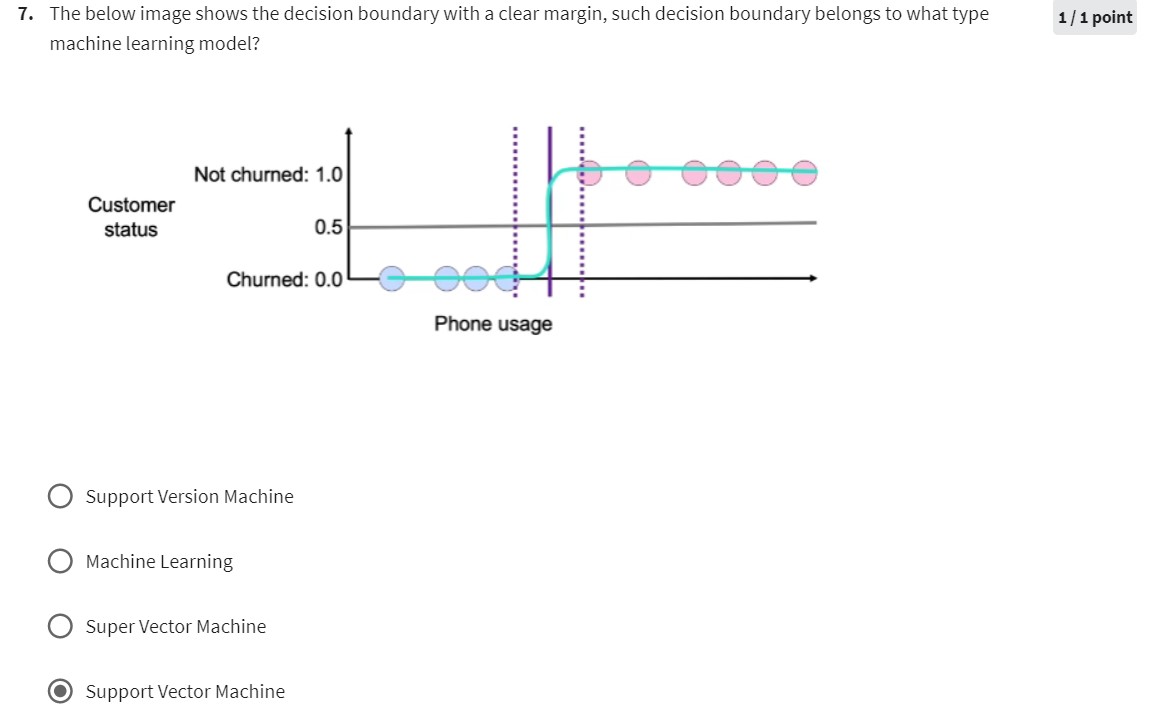 7. The below image shows the decision boundary with a clear margin, such decision boundary belongs to what type
machine learning model?
1 / 1 point
Not churned: 1.0
Customer
status
0.5
Churned: 0.0
Phone usage
Support Version Machine
Machine Learning
Super Vector Machine
Support Vector Machine